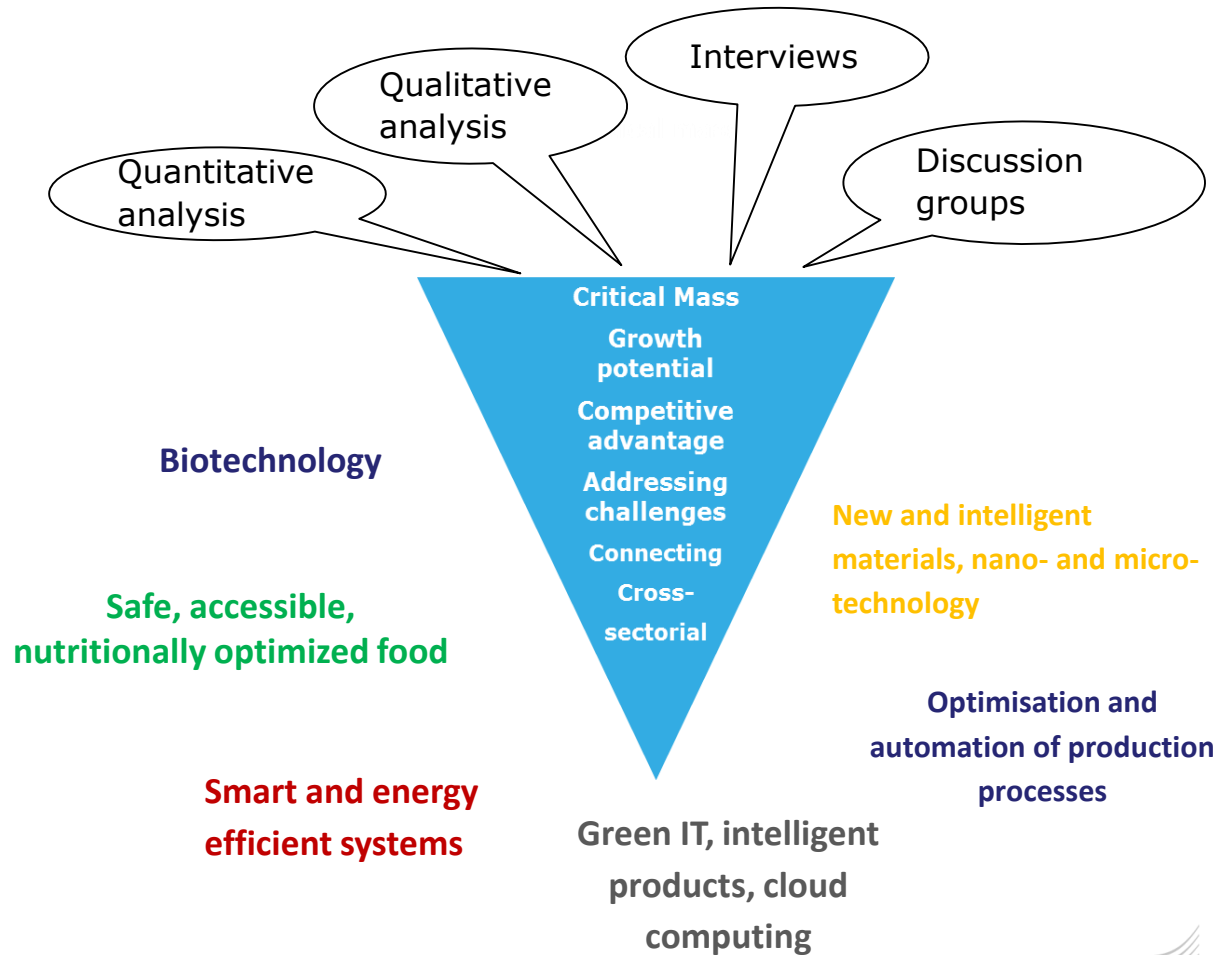 Interviews
Qualitative
analysis
Quantitative
analysis
Discussion
groups
Critical Mass
Growth
potential
Competitive
advantage
Addressing
challenges
Connecting
Cross-
sectorial
Biotechnology
Safe, accessible,
nutritionally optimized food
Smart and energy
efficient systems
Green IT, intelligent
products, cloud
computing
New and intelligent
materials, nano- and micro-
technology
Optimisation and
automation of production
processes